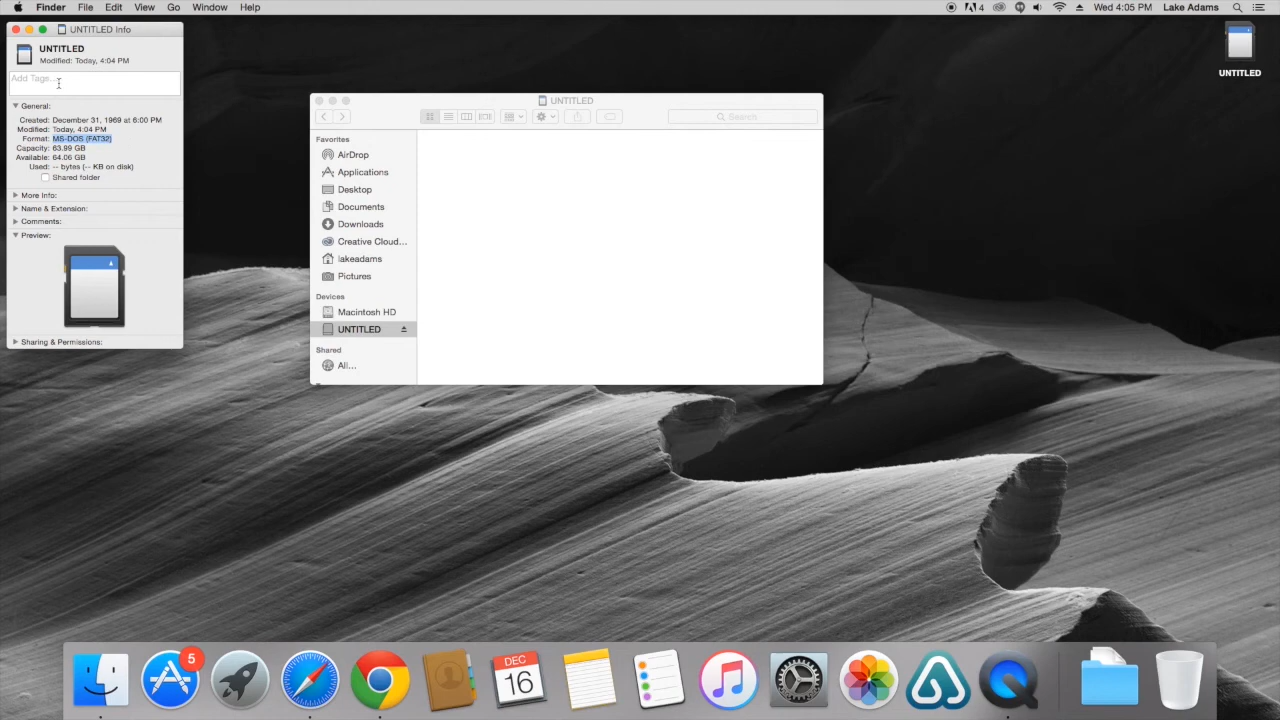 Finder File Edit View Go Window Help 4 Wed 4:05 PM Lake Adams
UNTITLED Info
UNTITLED
Modified: Today, 4:04 PM
Add Tags...
General:
Created: December 31, 1969 at 6:00 PM
Modified: Today, 4:04 PM
Format: MS-DOS (FAT32)
Capacity: 63.99 GB
Available: 64.06 GB
Used: -- bytes (-- KB on disk)
Shared folder
More Info:
Name & Extension:
Comments:
Preview:
Sharing & Permissions:
UNTITLED
Search
Favorites
AirDrop
Applications
Desktop
Documents
Downloads
Creative Cloud...
lakeadams
Pictures
Devices
Macintosh HD
UNTITLED
Shared
All...
UNTITLED
5
DEC
16